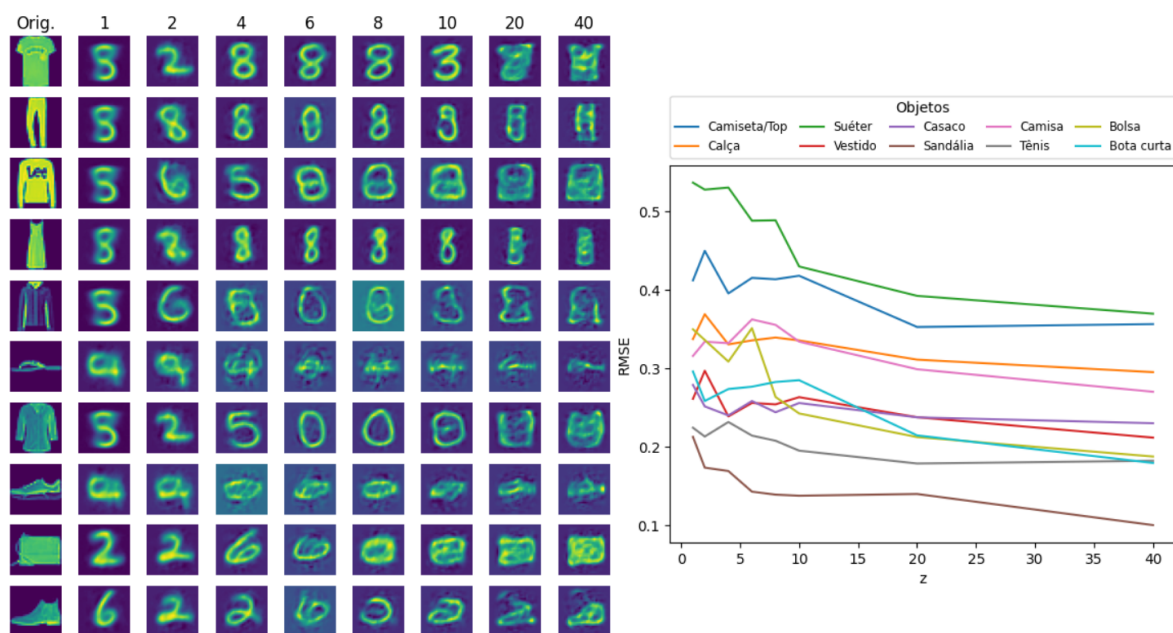 Orig. 1 2 4 6 8 10 20 40
Lee
Objetos
Camiseta/Top Suéter Casaco Camisa Bolsa
Calça Vestido Sandália Tênis Bota curta
RMSE
0.5
0.4
0.3
0.2
0.1
0 5 10 15 20 25 30 35 40
z